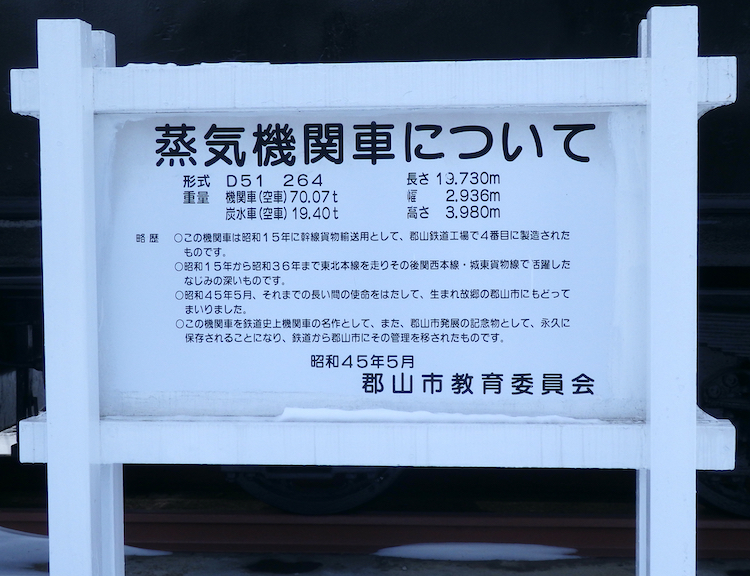 蒸気機関車について
形式 D51 264 長さ 19.730m
重量 機関車(空車)70.07t 幅 2.936m
炭水車(空車)19.40t 高さ 3.980m
略歴 ○この機関車は昭和15年に幹線貨物輸送用として、郡山鉄道工場で4番目に製造された
ものです。
○昭和15年から昭和36年まで東北本線を走りその後関西本線・城東貨物線で活躍した
なじみの深いものです。
○昭和45年5月、それまでの長い間の使命をはたして、生まれ故郷の郡山市にもどって
まいりました。
○この機関車を鉄道史上機関車の名作として、また、郡山市発展の記念物として、永久に
保存されることになり、鉄道から郡山市にその管理を移されたものです。
昭和45年5月
郡山市教育委員会